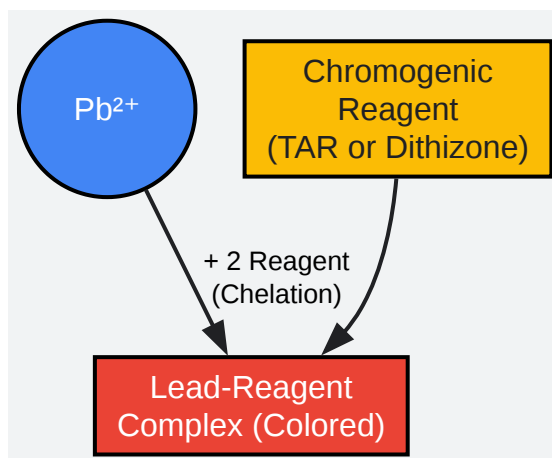 Pb²⁺
Chromogenic
Reagent
(TAR or Dithizone)
+ 2 Reagent
(Chelation)
Lead-Reagent
Complex (Colored)